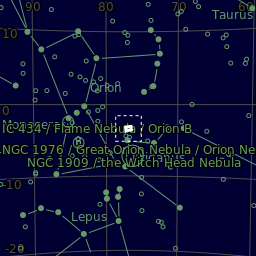 90
80
70
60
Taurus
10
Orion
0
IC 434 / Flame Nebula / Orion B
NGC 1976 / Great Orion Nebula / Orion Ne
NGC 1909 / the Witch Head Nebula
-10
Lepus
-20